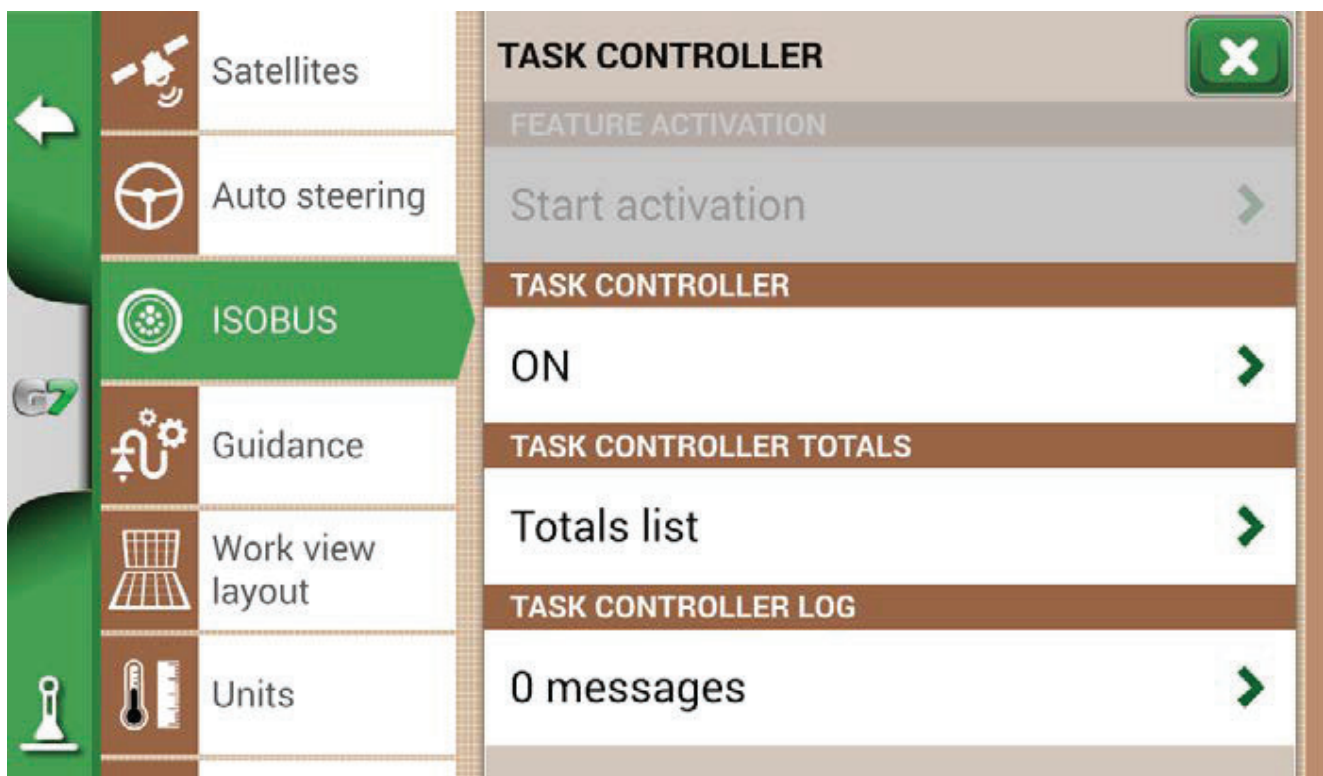 Satellites
Auto steering
ISOBUS
Guidance
Work view
layout
Units
G7
TASK CONTROLLER
FEATURE ACTIVATION
Start activation
TASK CONTROLLER
ON
TASK CONTROLLER TOTALS
Totals list
TASK CONTROLLER LOG
0 messages